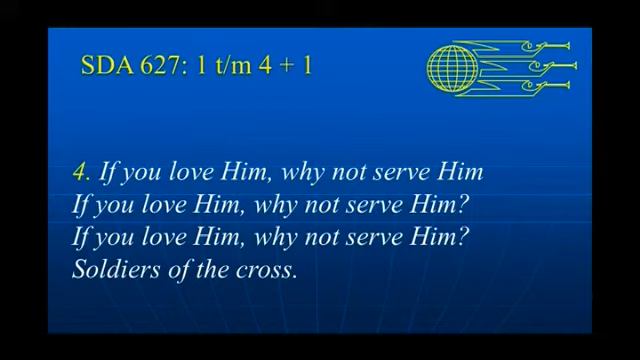 SDA 627: 1 t/m 4 + 1
4. If you love Him, why not serve Him
If you love Him, why not serve Him?
If you love Him, why not serve Him?
Soldiers of the cross.